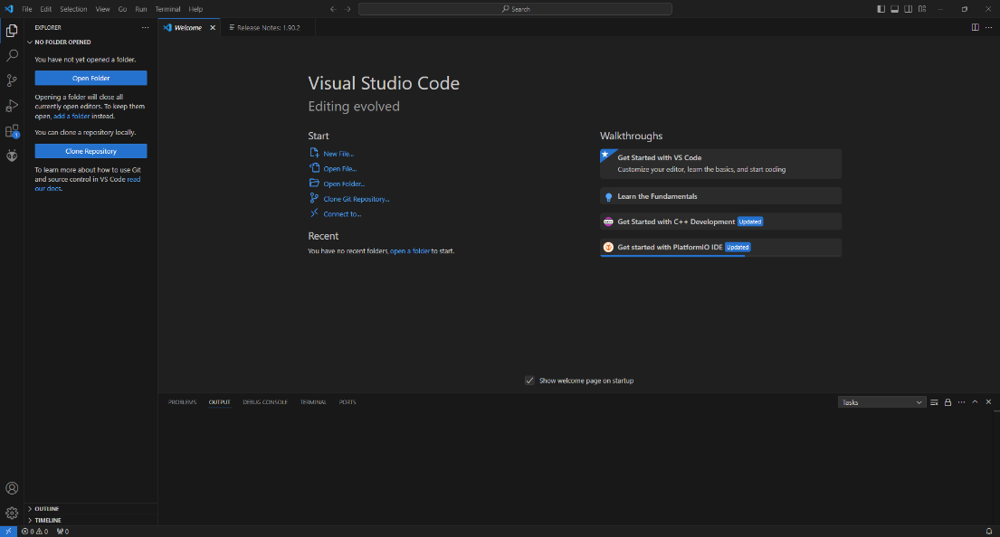 File Edit Selection View Go Run Terminal Help
Search
EXPLORER
NO FOLDER OPENED
You have not yet opened a folder.
Open Folder
Opening a folder will close all
currently open editors. To keep them
open, add a folder instead.
You can clone a repository locally.
Clone Repository
To learn more about how to use Git
and source control in VS Code read
our docs.
OUTLINE
TIMELINE
1
Welcome
Release Notes: 1.90.2
Visual Studio Code
Editing evolved
Start
New File...
Open File...
Open Folder...
Clone Git Repository...
Connect to...
Recent
You have no recent folders, open a folder to start.
Walkthroughs
Get Started with VS Code
Customize your editor, learn the basics, and start coding
Learn the Fundamentals
Get Started with C++ Development Updated
Get started with PlatformIO IDE Updated
Show welcome page on startup
PROBLEMS OUTPUT DEBUG CONSOLE TERMINAL PORTS
Tasks
0 0 0